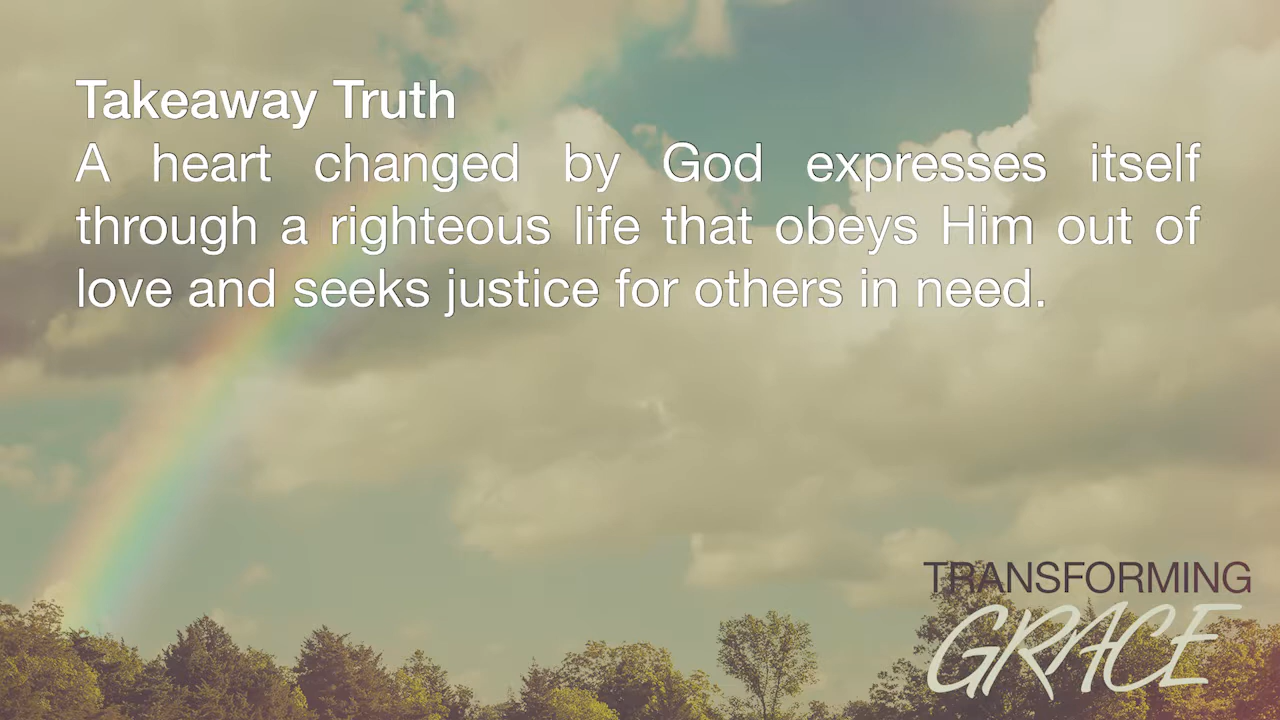 Takeaway Truth
A heart changed by God expresses itself
through a righteous life that obeys Him out of
love and seeks justice for others in need.
TRANSFORMING
GRACE